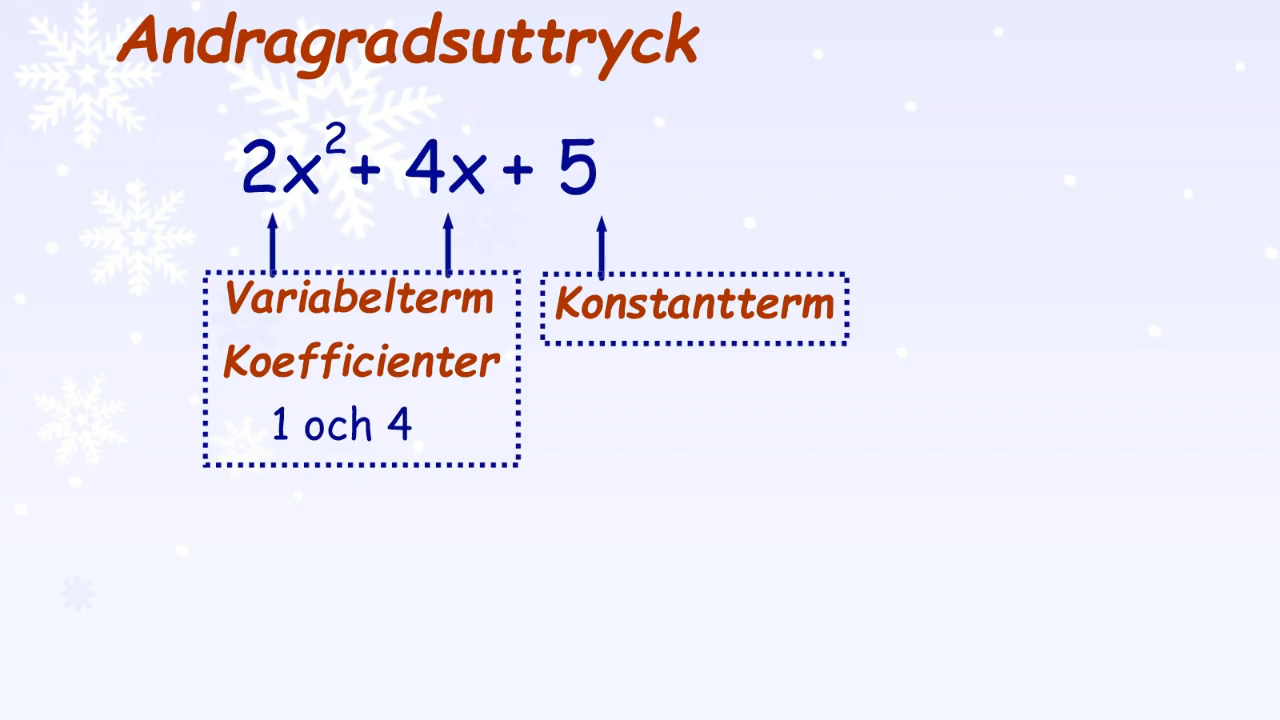 Andragradsuttryck
2x²+ 4x + 5
Variabelterm
Konstantterm
Koefficienter
1 och 4